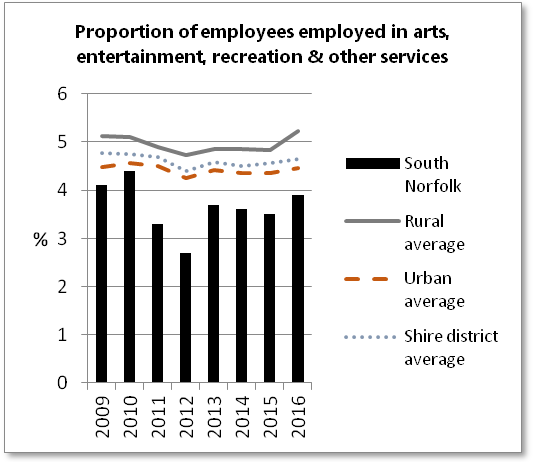 Proportion of employees employed in arts,
entertainment, recreation & other services
6
5
4
3
2
1
0
%
2009
2010
2011
2012
2013
2014
2015
2016
South
Norfolk
Rural
average
Urban
average
Shire district
average